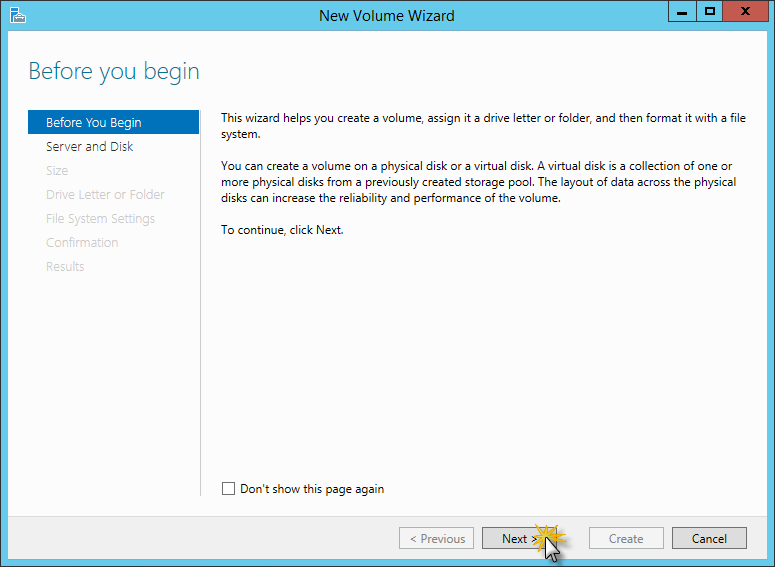 New Volume Wizard
Before you begin
Before You Begin
Server and Disk
Size
Drive Letter or Folder
File System Settings
Confirmation
Results
This wizard helps you create a volume, assign it a drive letter or folder, and then format it with a file
system.
You can create a volume on a physical disk or a virtual disk. A virtual disk is a collection of one or
more physical disks from a previously created storage pool. The layout of data across the physical
disks can increase the reliability and performance of the volume.
To continue, click Next.
Don't show this page again
< Previous
Next >
Create
Cancel